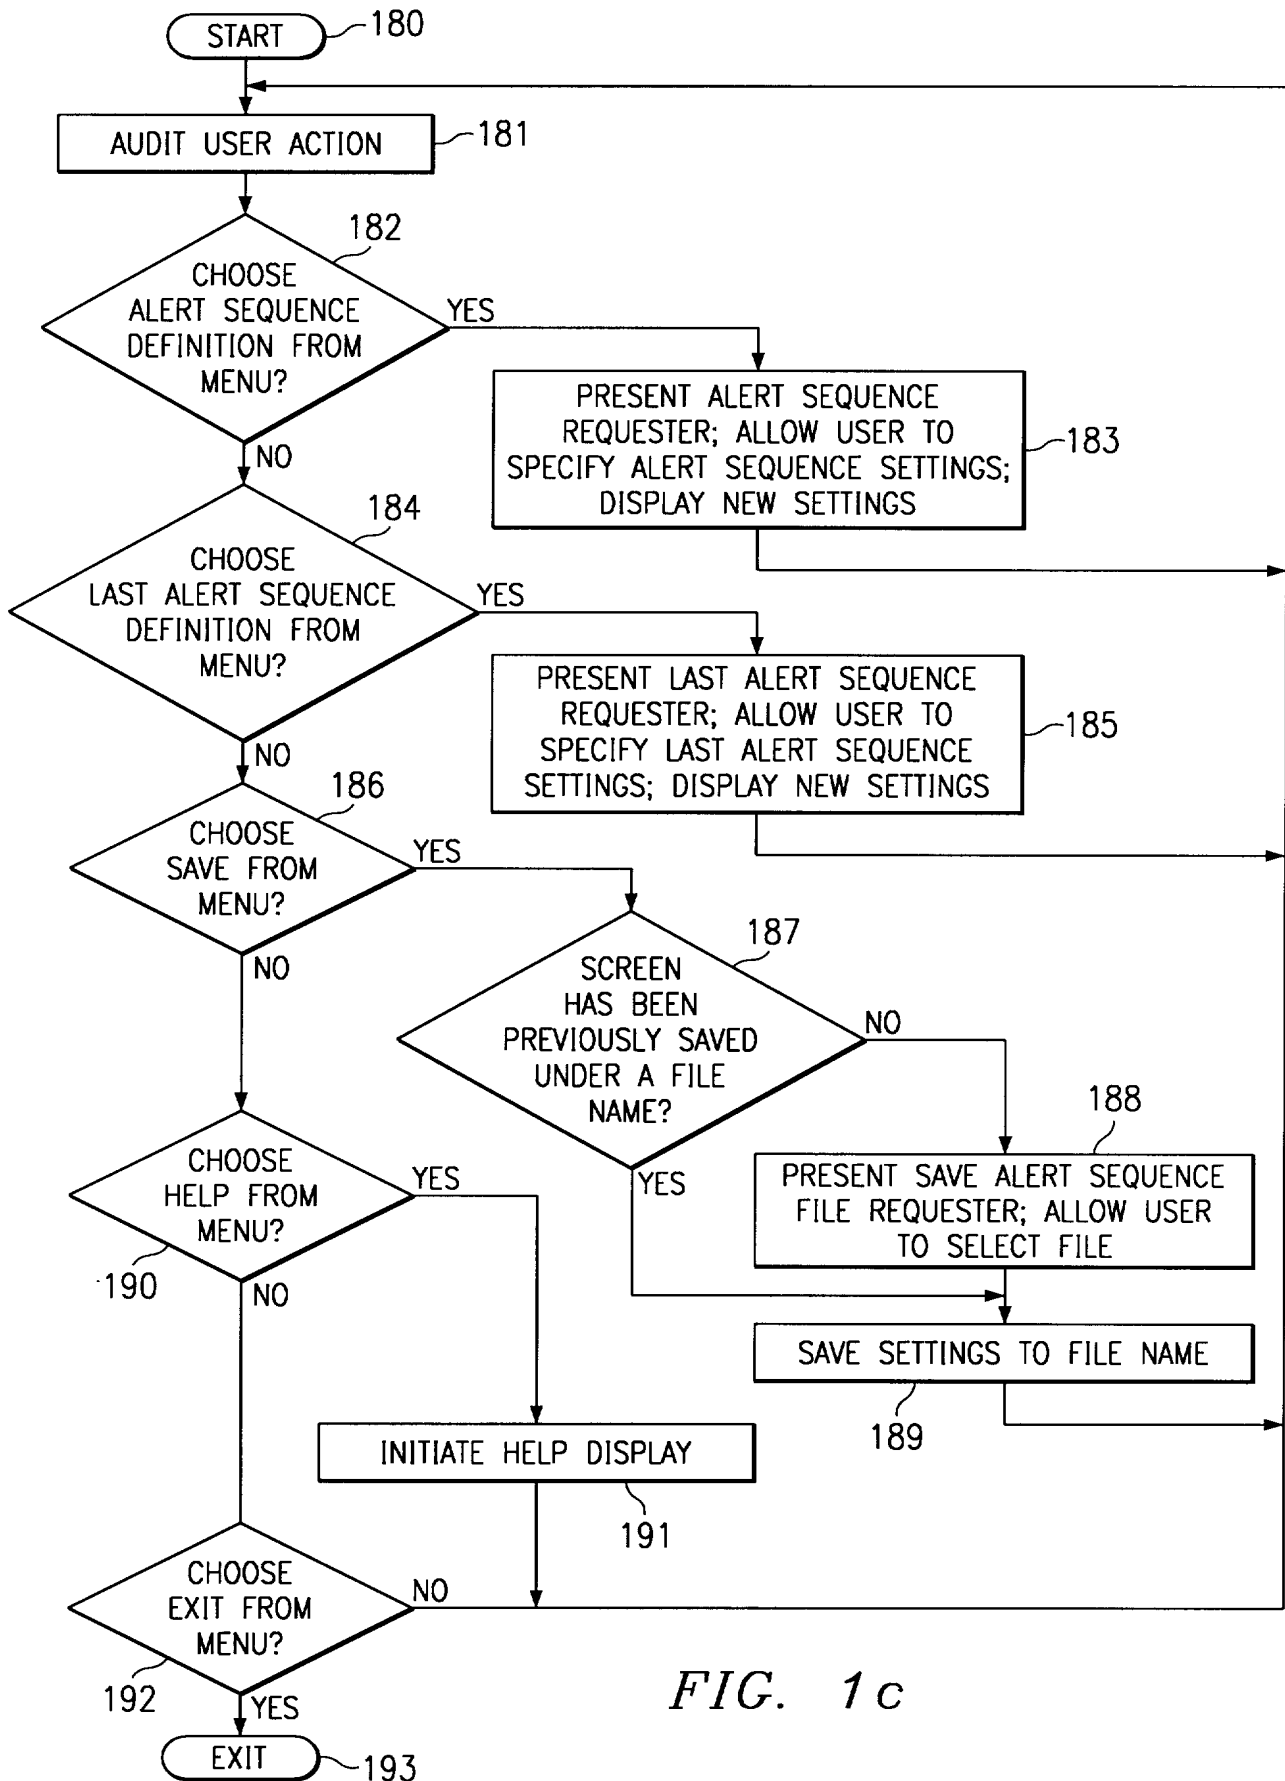 START
180
AUDIT USER ACTION
181
182
CHOOSE
ALERT SEQUENCE
DEFINITION FROM
MENU?
YES
NO
PRESENT ALERT SEQUENCE
REQUESTER; ALLOW USER TO
SPECIFY ALERT SEQUENCE SETTINGS;
DISPLAY NEW SETTINGS
183
184
CHOOSE
LAST ALERT SEQUENCE
DEFINITION FROM
MENU?
YES
NO
PRESENT LAST ALERT SEQUENCE
REQUESTER; ALLOW USER TO
SPECIFY LAST ALERT SEQUENCE
SETTINGS; DISPLAY NEW SETTINGS
185
186
CHOOSE
SAVE FROM
MENU?
YES
NO
187
SCREEN
HAS BEEN
PREVIOUSLY SAVED
UNDER A FILE
NAME?
NO
YES
188
PRESENT SAVE ALERT SEQUENCE
FILE REQUESTER; ALLOW USER
TO SELECT FILE
SAVE SETTINGS TO FILE NAME
189
CHOOSE
HELP FROM
MENU?
YES
190
NO
INITIATE HELP DISPLAY
191
CHOOSE
EXIT FROM
MENU?
NO
192
YES
EXIT
193
FIG. 1c